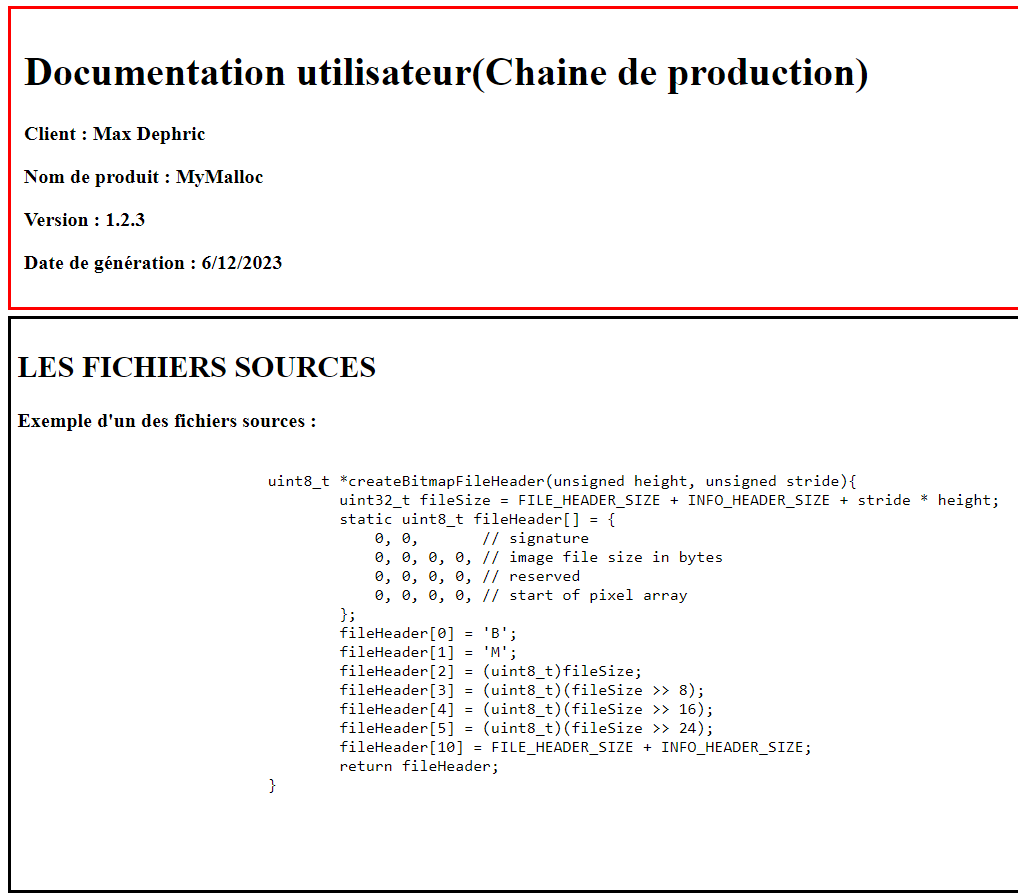 Documentation utilisateur(Chaine de production)
Client : Max Dephric
Nom de produit : MyMalloc
Version : 1.2.3
Date de génération : 6/12/2023
LES FICHIERS SOURCES
Exemple d'un des fichiers sources :
uint8_t *createBitmapFileHeader(unsigned height, unsigned stride){
        uint32_t fileSize = FILE_HEADER_SIZE + INFO_HEADER_SIZE + stride * height;
        static uint8_t fileHeader[] = {
            0, 0,       // signature
            0, 0, 0, 0, // image file size in bytes
            0, 0, 0, 0, // reserved
            0, 0, 0, 0, // start of pixel array
        };
        fileHeader[0] = 'B';
        fileHeader[1] = 'M';
        fileHeader[2] = (uint8_t)fileSize;
        fileHeader[3] = (uint8_t)(fileSize >> 8);
        fileHeader[4] = (uint8_t)(fileSize >> 16);
        fileHeader[5] = (uint8_t)(fileSize >> 24);
        fileHeader[10] = FILE_HEADER_SIZE + INFO_HEADER_SIZE;
        return fileHeader;
}